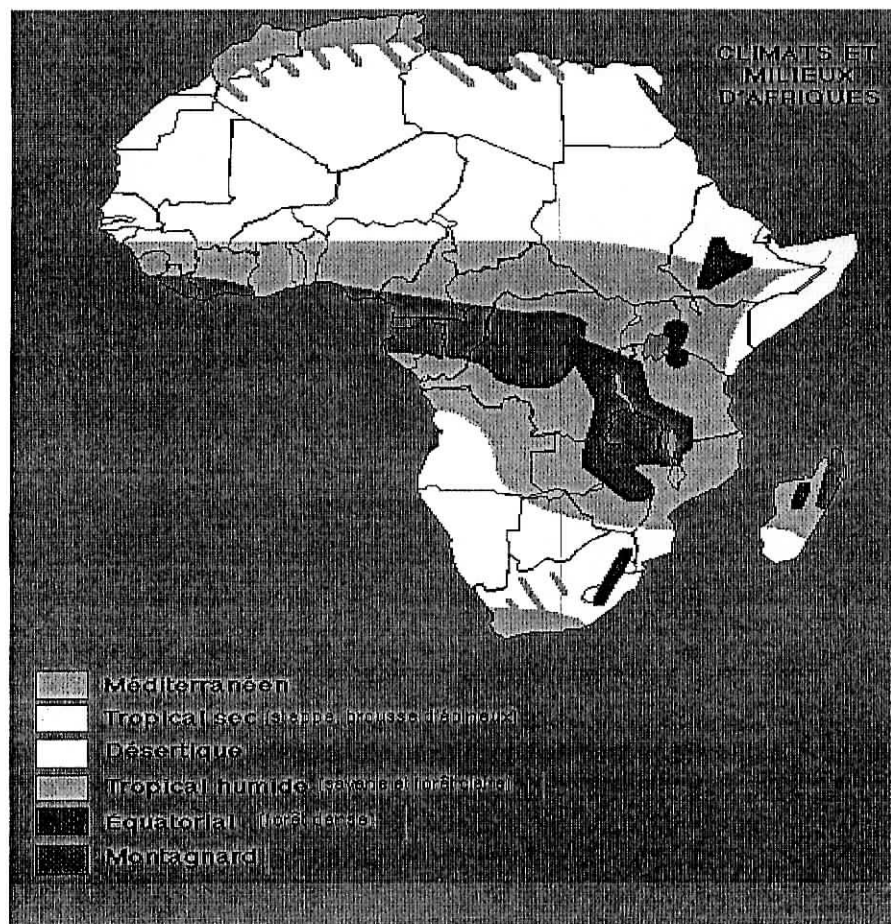 CLIMATS ET
MILIEUX
D'AFRIQUES
Méditerranéen
Tropical sec (steppe, brousse d'épineux)
Désertique
Tropical humide (savane et forêt claire)
Équatorial (forêt dense)
Montagnard